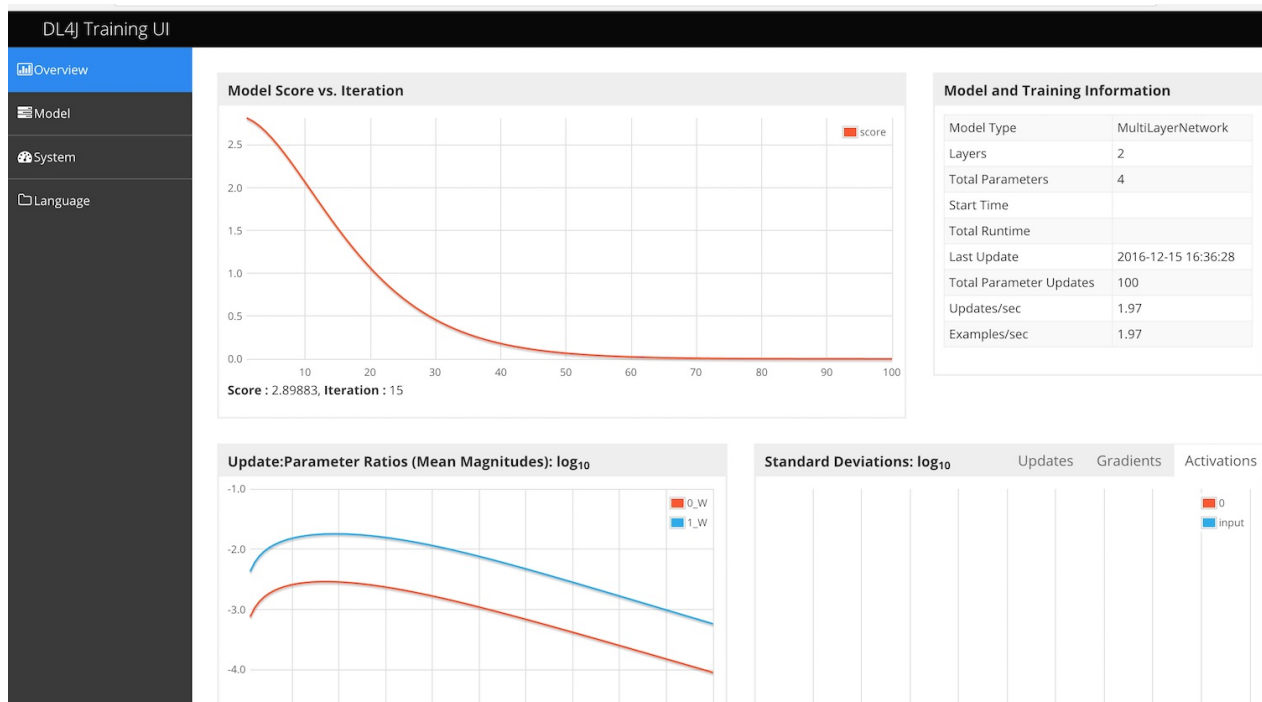 DL4J Training UI
Overview
Model
System
Language
Model Score vs. Iteration
score
2.5
2.0
1.5
1.0
0.5
0.0
10 20 30 40 50 60 70 80 90 100
Score : 2.89883, Iteration : 15
Model and Training Information
Model Type MultiLayerNetwork
Layers 2
Total Parameters 4
Start Time
Total Runtime
Last Update 2016-12-15 16:36:28
Total Parameter Updates 100
Updates/sec 1.97
Examples/sec 1.97
Update:Parameter Ratios (Mean Magnitudes): log₁₀
0_W
1_W
-1.0
-2.0
-3.0
-4.0
Standard Deviations: log₁₀ Updates Gradients Activations
0
input